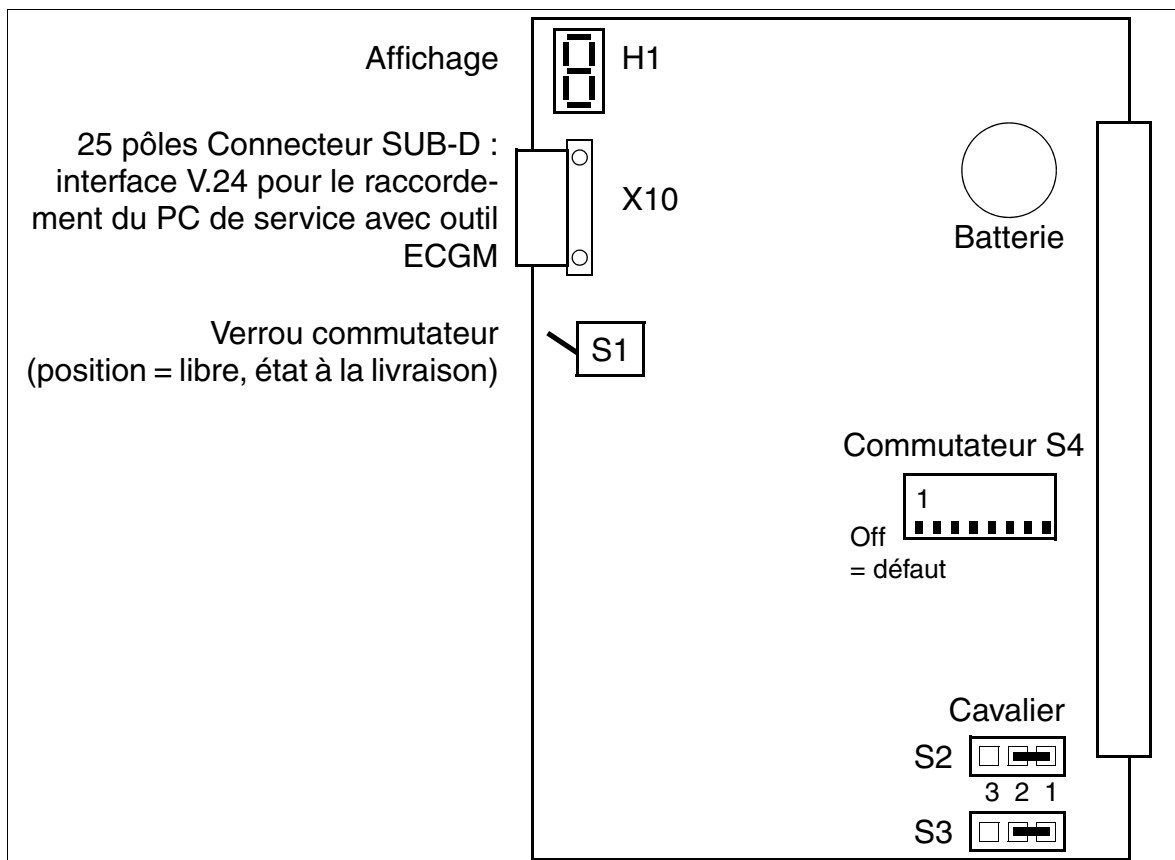 Affichage
H1
25 pôles Connecteur SUB-D :
interface V.24 pour le raccorde-
ment du PC de service avec outil
ECGM
X10
Batterie
Verrou commutateur
(position = libre, état à la livraison)
S1
Commutateur S4
1
Off
= défaut
Cavalier
S2
3 2 1
S3